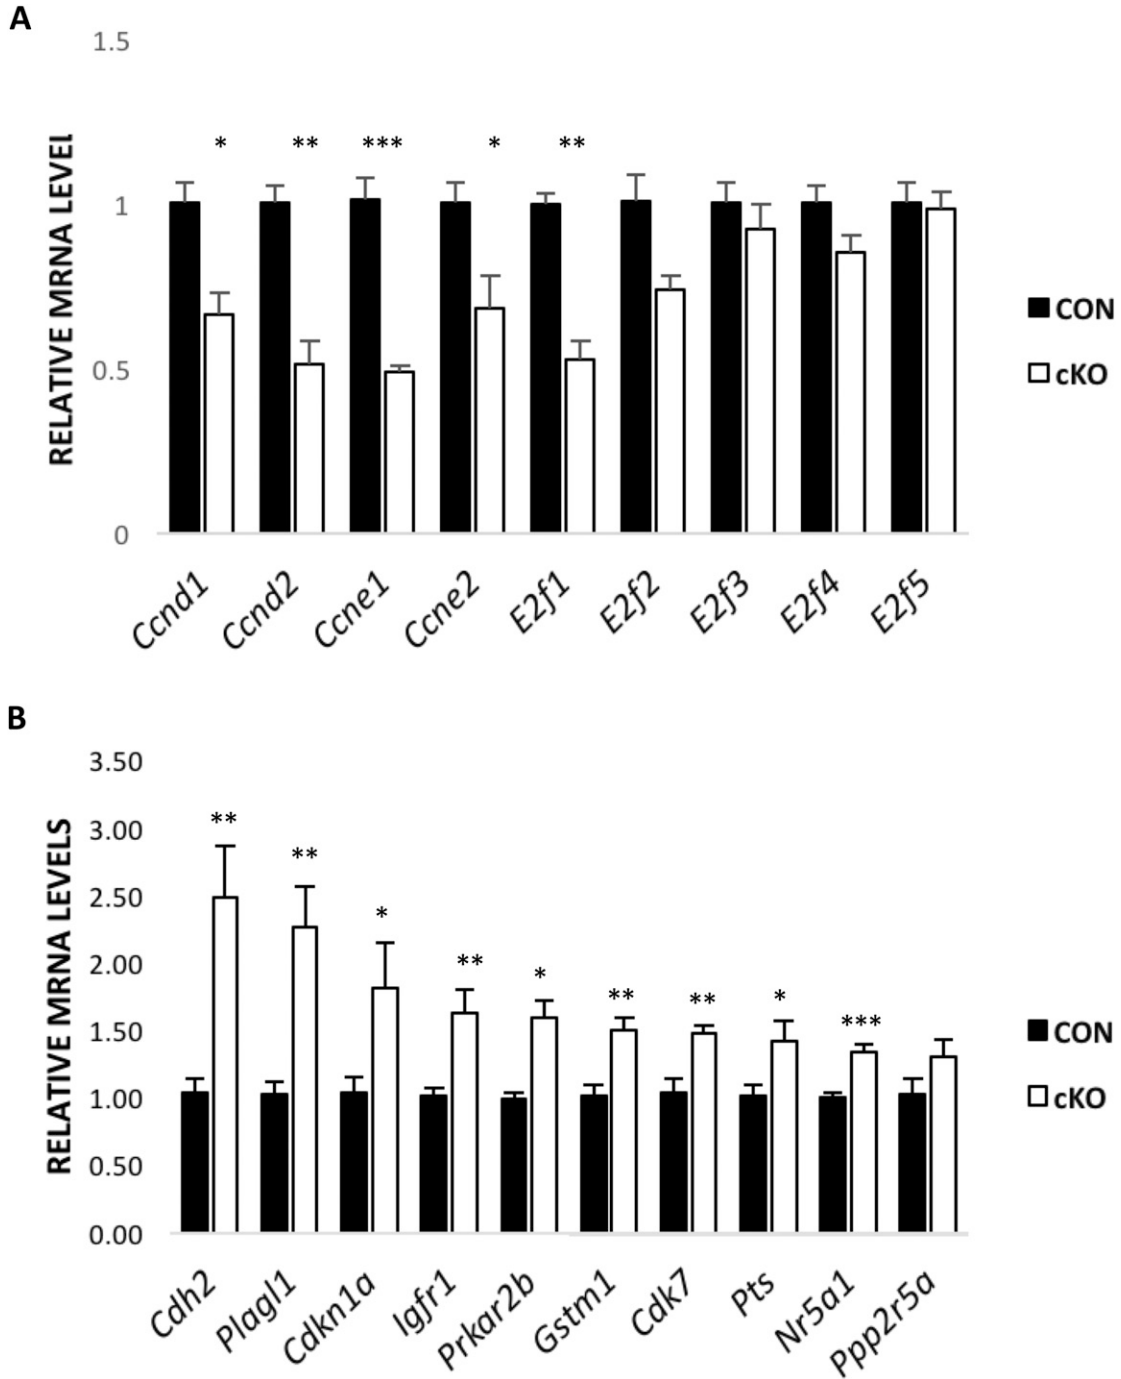 A
1.5
* ** *** * **
1
0.5
0
RELATIVE MRNA LEVEL
CON
cKO
Ccnd1 Ccnd2 Ccne1 Ccne2 E2f1 E2f2 E2f3 E2f4 E2f5
B
3.50
3.00
2.50
2.00
1.50
1.00
0.50
0.00
RELATIVE MRNA LEVELS
** ** * ** * ** ** * ***
CON
cKO
Cdh2 Plagl1 Cdkn1a Igfr1 Prkar2b Gstm1 Cdk7 Pts Nr5a1 Ppp2r5a